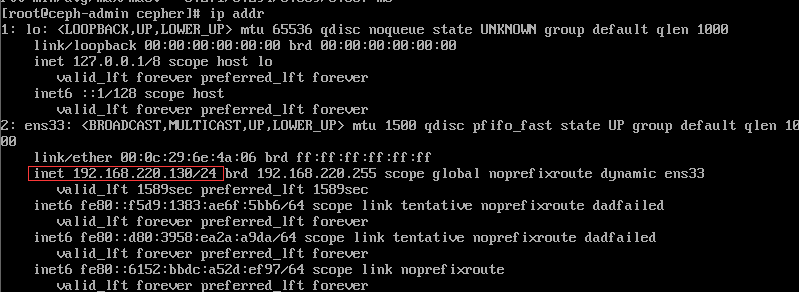 [root@ceph-admin cepher]# ip addr
1: lo: <LOOPBACK,UP,LOWER_UP> mtu 65536 qdisc noqueue state UNKNOWN group default qlen 1000
link/loopback 00:00:00:00:00:00 brd 00:00:00:00:00:00
inet 127.0.0.1/8 scope host lo
valid_lft forever preferred_lft forever
inet6 ::1/128 scope host
valid_lft forever preferred_lft forever
2: ens33: <BROADCAST,MULTICAST,UP,LOWER_UP> mtu 1500 qdisc pfifo_fast state UP group default qlen 10
00
link/ether 00:0c:29:6e:4a:06 brd ff:ff:ff:ff:ff:ff
inet 192.168.220.130/24 brd 192.168.220.255 scope global noprefixroute dynamic ens33
valid_lft 1589sec preferred_lft 1589sec
inet6 fe80::f5d9:1383:ae6f:5bb6/64 scope link tentative noprefixroute dadfailed
valid_lft forever preferred_lft forever
inet6 fe80::d80:3958:ea2a:a9da/64 scope link tentative noprefixroute dadfailed
valid_lft forever preferred_lft forever
inet6 fe80::6152:bbdc:a52d:ef97/64 scope link noprefixroute
valid_lft forever preferred_lft forever